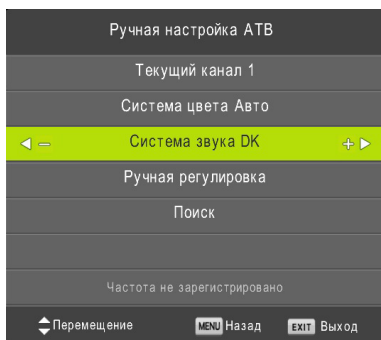 Ручная настройка АТВ
Текущий канал 1
Система цвета Авто
Система звука DK
Ручная регулировка
Поиск
Частота не зарегистрировано
Перемещение MENU Назад EXIT Выход